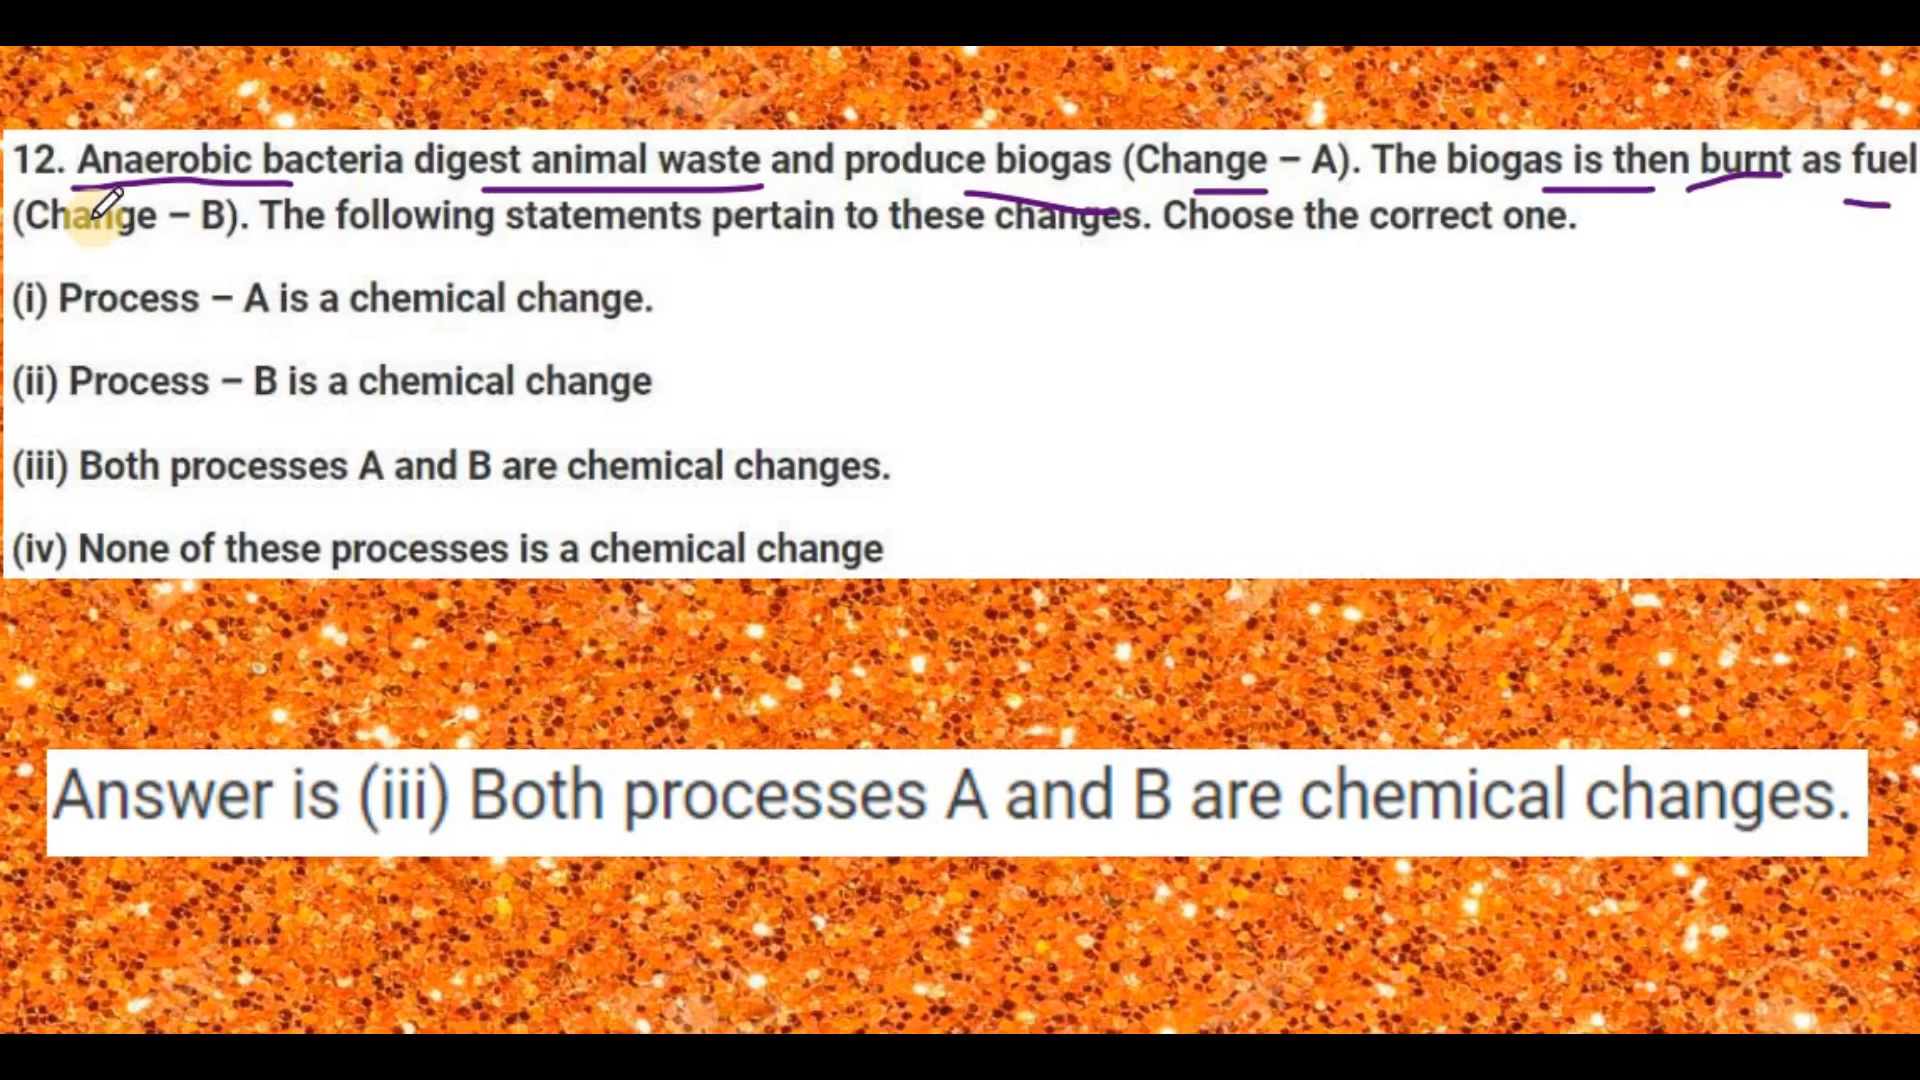 12. Anaerobic bacteria digest animal waste and produce biogas (Change – A). The biogas is then burnt as fuel
(Change – B). The following statements pertain to these changes. Choose the correct one.
(i) Process – A is a chemical change.
(ii) Process – B is a chemical change
(iii) Both processes A and B are chemical changes.
(iv) None of these processes is a chemical change
Answer is (iii) Both processes A and B are chemical changes.